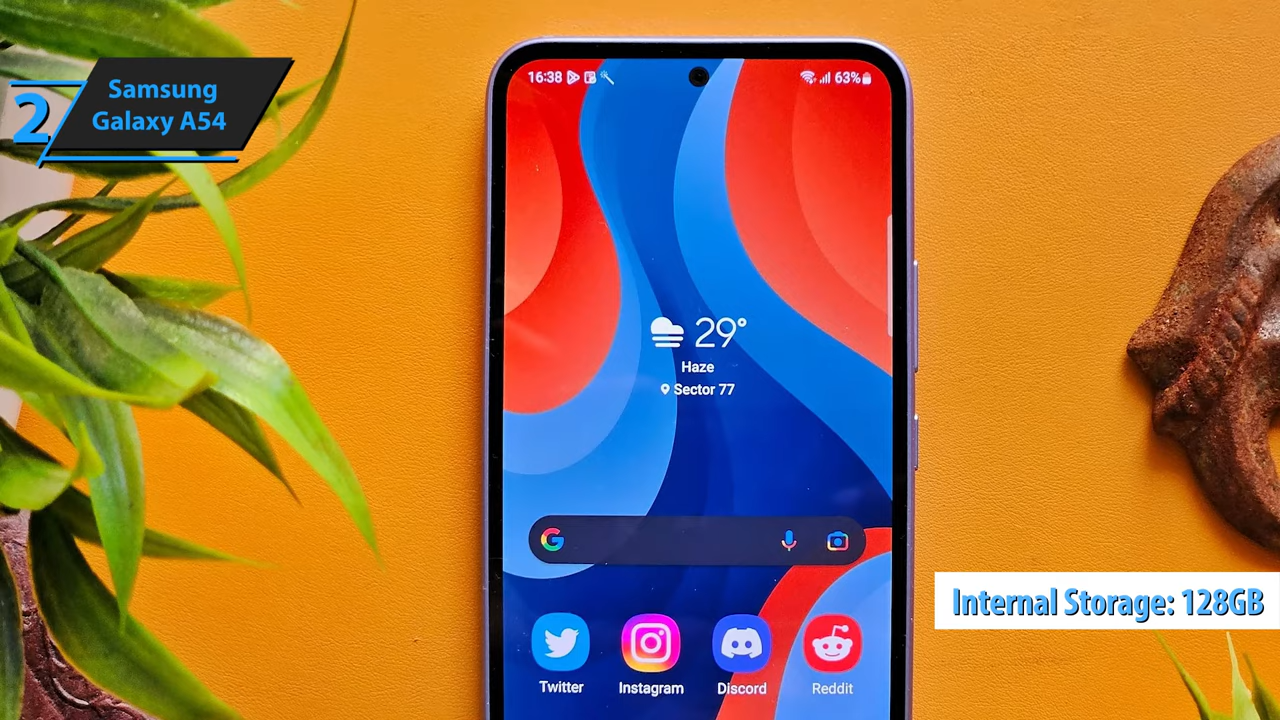 2
Samsung
Galaxy A54
16:38
63%
29°
Haze
Sector 77
G
Internal Storage: 128GB
Twitter
Instagram
Discord
Reddit